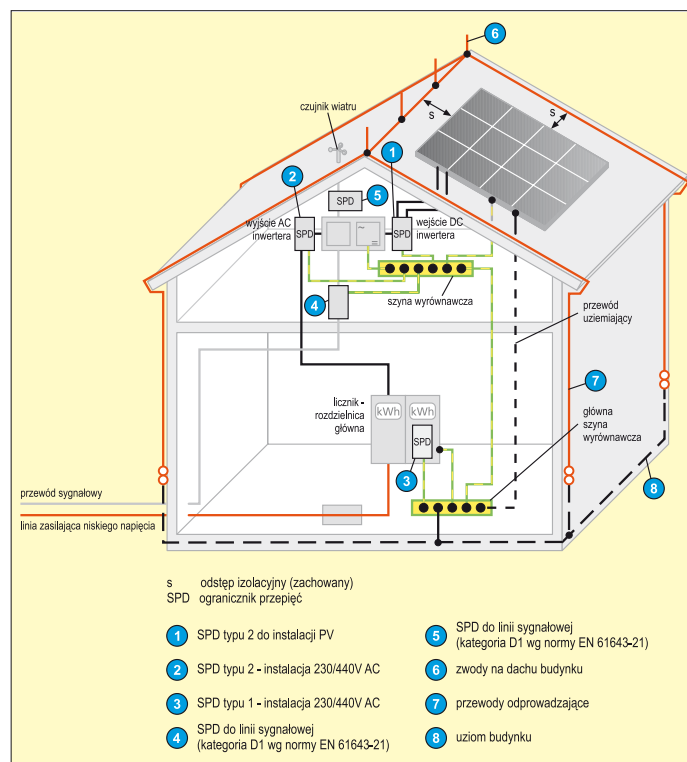 6
s
s
czujnik wiatru
1
2
5
SPD
wyjście AC
inwertera
SPD
~
=
SPD
wejście DC
inwertera
4
szyna wyrównawcza
przewód
uziemiający
7
licznik -
rozdzielnica
główna
kWh
kWh
SPD
3
główna
szyna
wyrównawcza
8
przewód sygnałowy
linia zasilająca niskiego napięcia
s odstęp izolacyjny (zachowany)
SPD ogranicznik przepięć
1 SPD typu 2 do instalacji PV
2 SPD typu 2 - instalacja 230/440V AC
3 SPD typu 1 - instalacja 230/440V AC
4 SPD do linii sygnałowej
(kategoria D1 wg normy EN 61643-21)
5 SPD do linii sygnałowej
(kategoria D1 wg normy EN 61643-21)
6 zwody na dachu budynku
7 przewody odprowadzające
8 uziom budynku